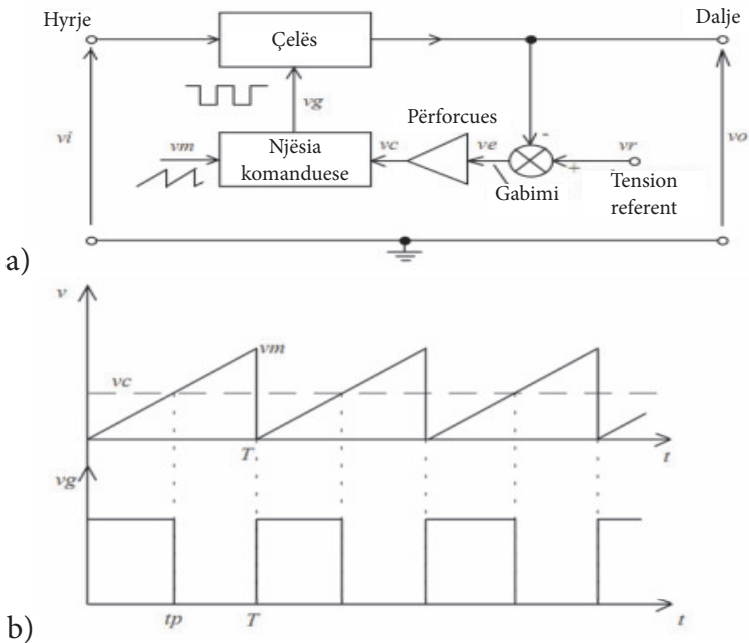 Hyrje
Dalje
Çelës
vg
Përforcues
-
vi
vm
Njësia
komanduese
vc
ve
vr
vo
+
Gabimi
Tension
referent
a)
v
vm
vc
T
t
vg
tp
T
t
b)